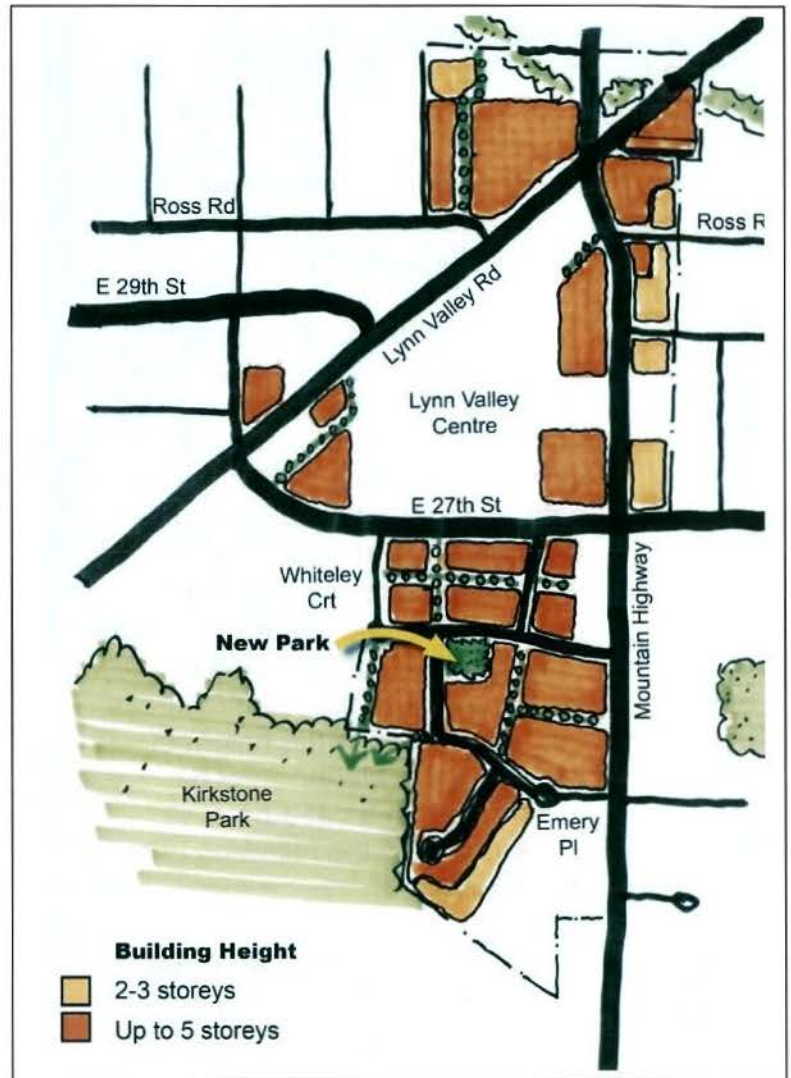 Ross Rd
Ross R
E 29th St
Lynn Valley Rd
Lynn Valley
Centre
E 27th St
Whiteley
Crt
New Park
Mountain Highway
Kirkstone
Park
Emery
Pl
Building Height
2-3 storeys
Up to 5 storeys